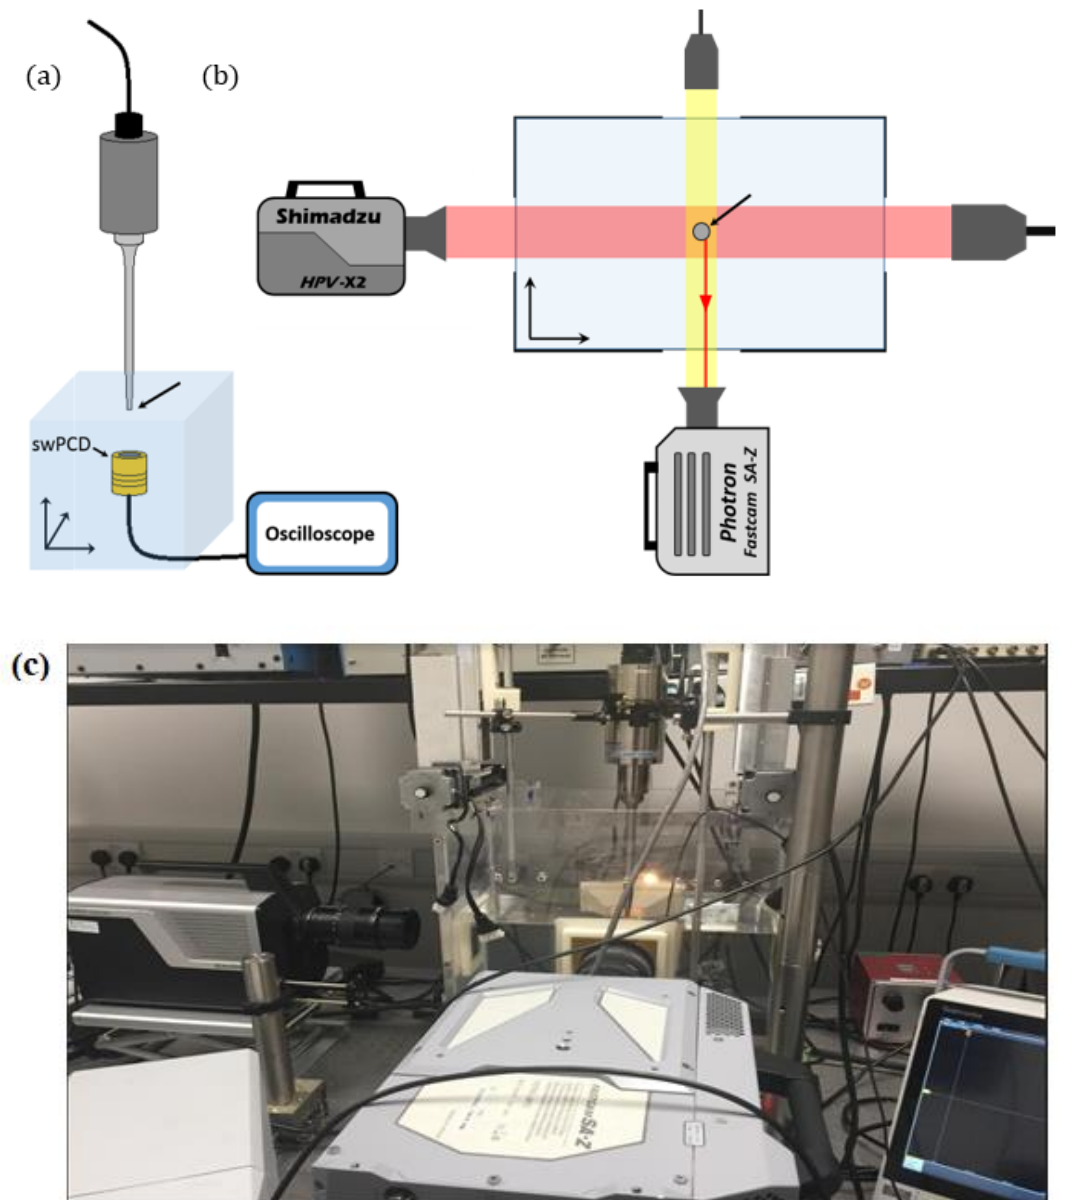 (a)
(b)
Shimadzu
HPV-X2
swPCD
Oscilloscope
Photron
Fastcam SA-Z
(c)
SA-Z